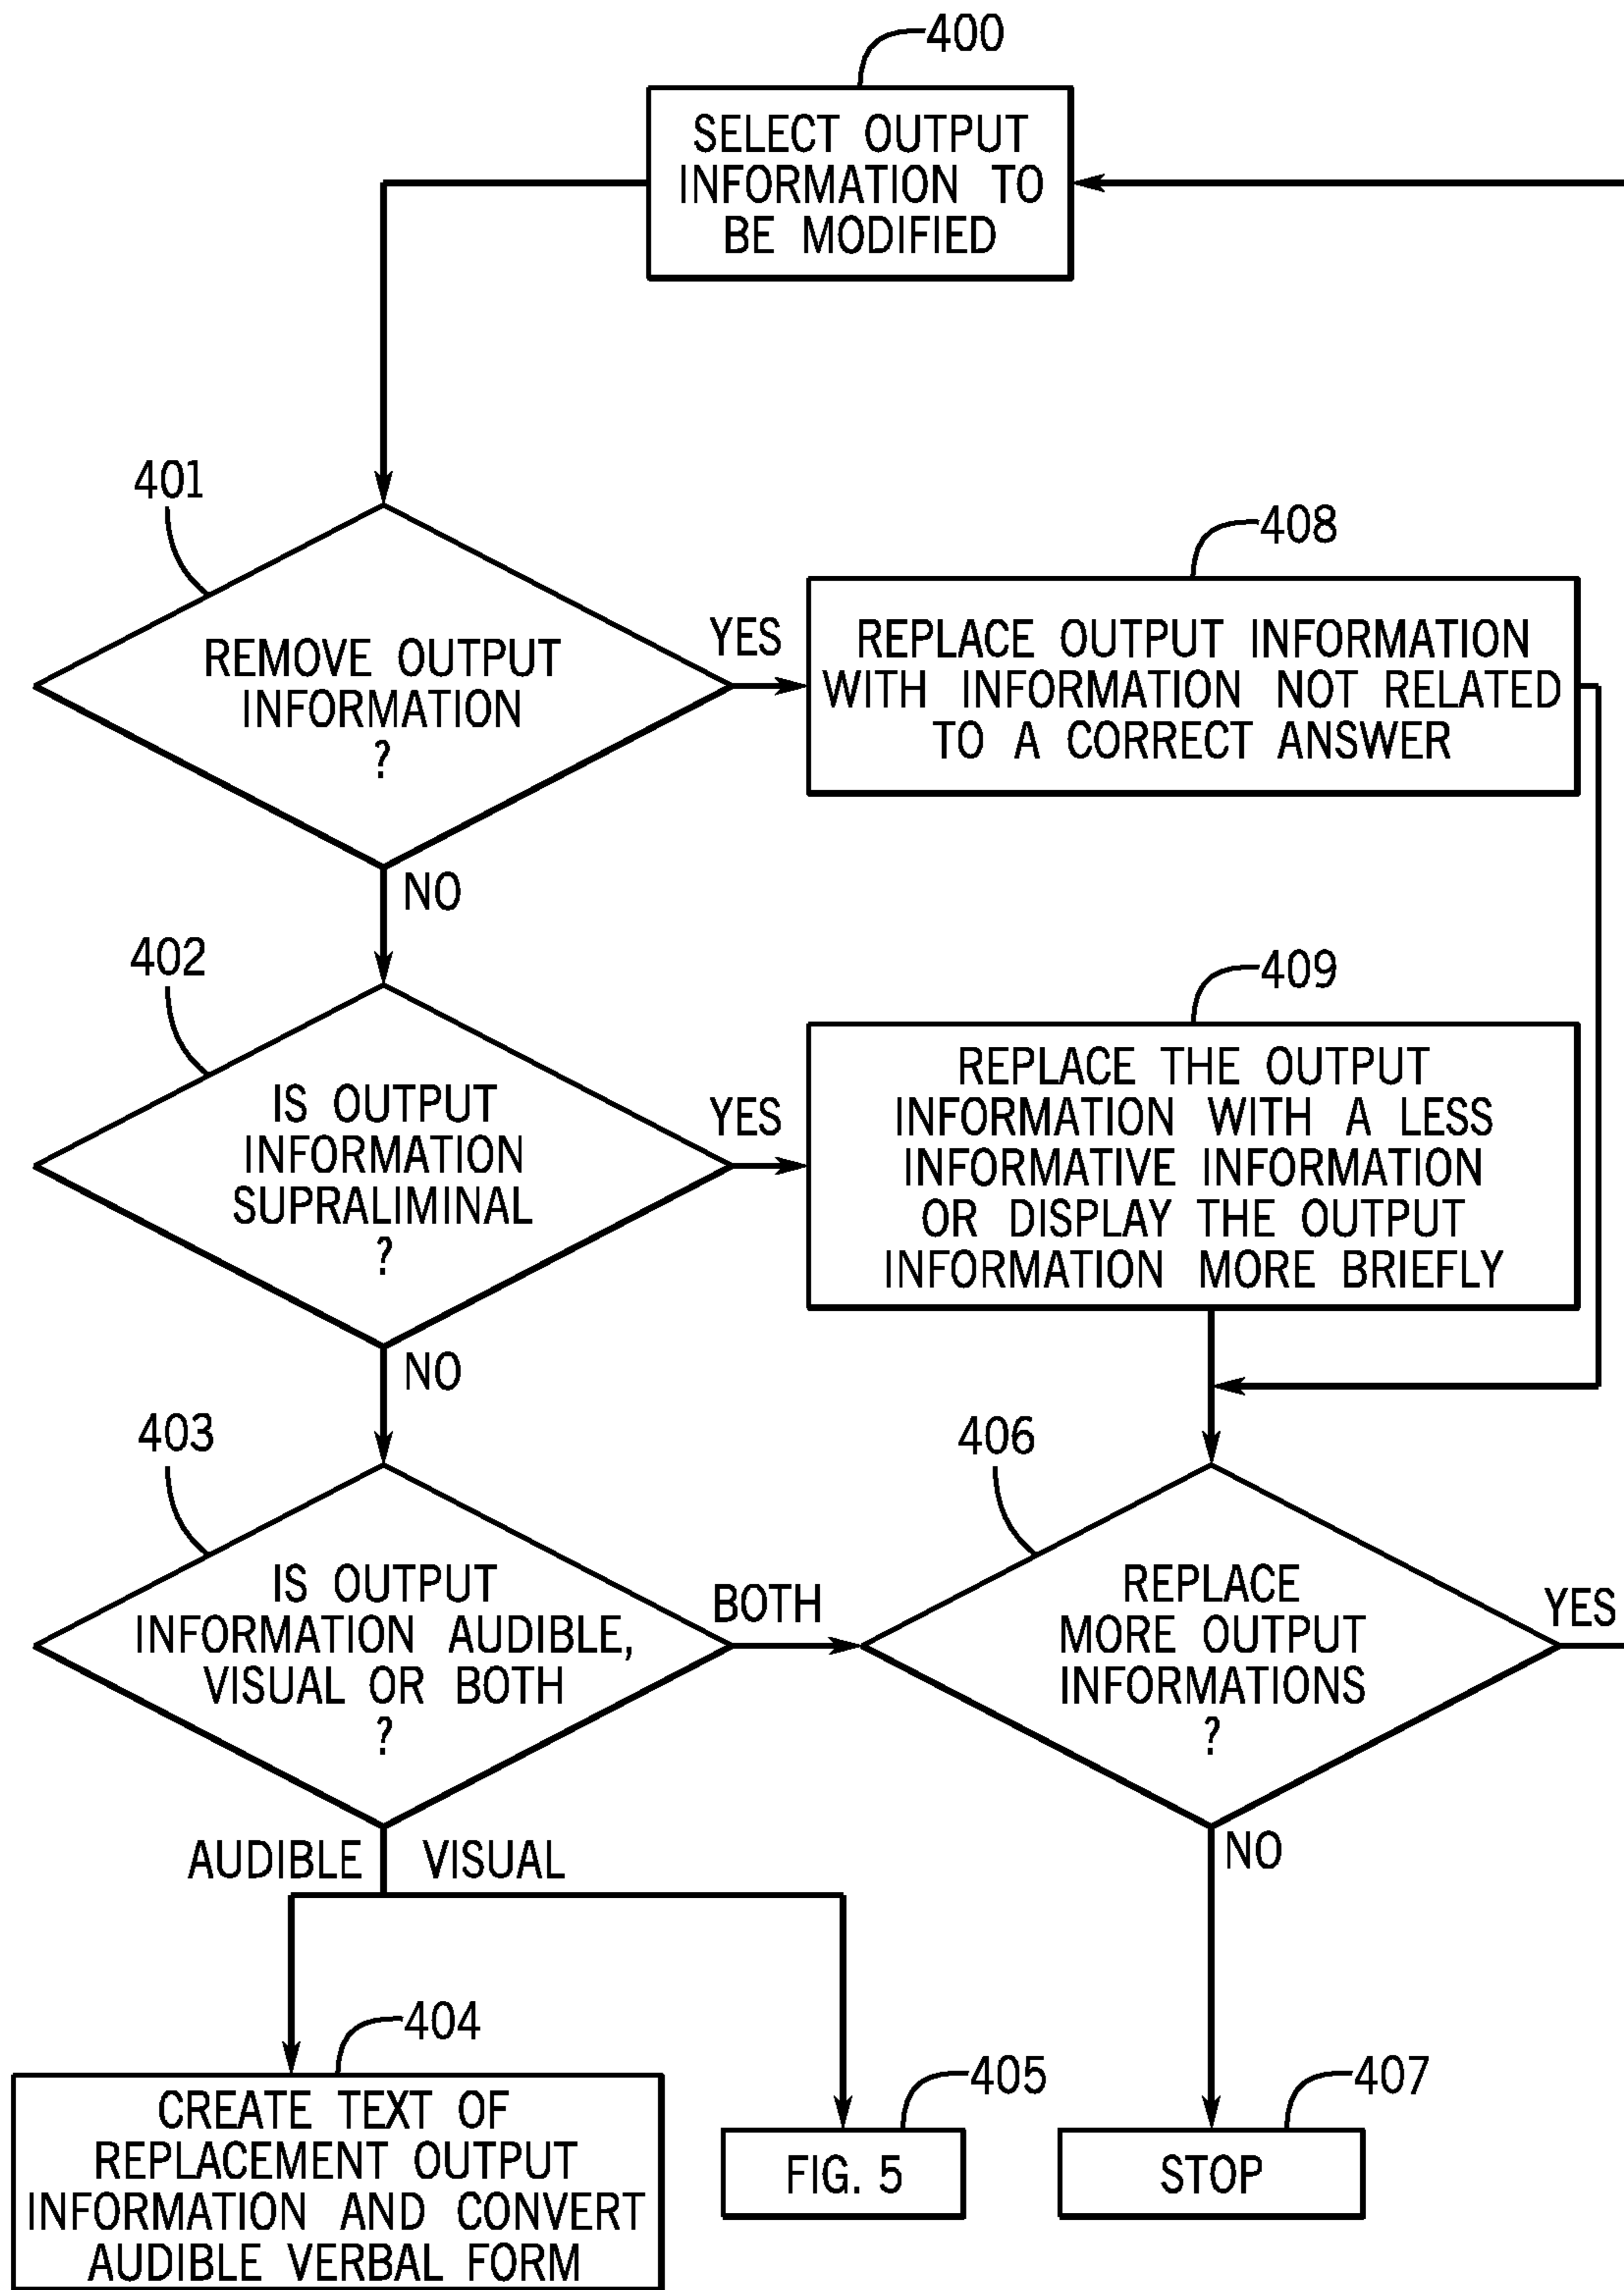 400
SELECT OUTPUT
INFORMATION TO
BE MODIFIED
401
REMOVE OUTPUT
INFORMATION
?
YES
NO
408
REPLACE OUTPUT INFORMATION
WITH INFORMATION NOT RELATED
TO A CORRECT ANSWER
402
IS OUTPUT
INFORMATION
SUPRALIMINAL
?
YES
NO
409
REPLACE THE OUTPUT
INFORMATION WITH A LESS
INFORMATIVE INFORMATION
OR DISPLAY THE OUTPUT
INFORMATION MORE BRIEFLY
403
IS OUTPUT
INFORMATION AUDIBLE,
VISUAL OR BOTH
?
BOTH
AUDIBLE
VISUAL
406
REPLACE
MORE OUTPUT
INFORMATIONS
?
YES
NO
404
CREATE TEXT OF
REPLACEMENT OUTPUT
INFORMATION AND CONVERT
AUDIBLE VERBAL FORM
405
FIG. 5
407
STOP